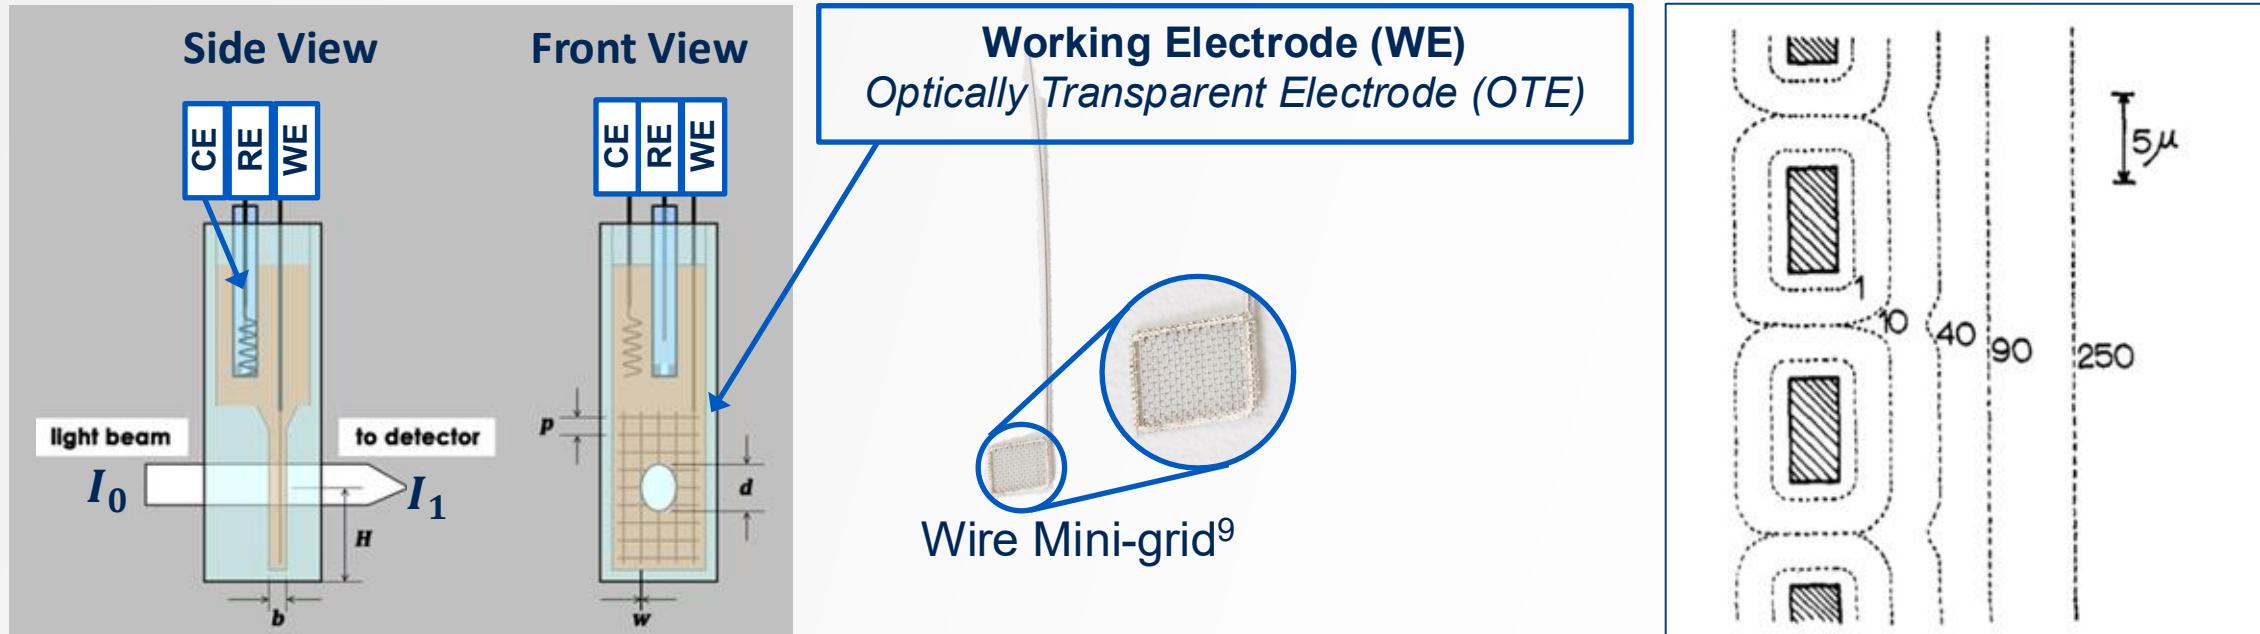 Side View
Front View
CE
RE
WE
CE
RE
WE
light beam
to detector
I₀
I₁
H
b
p
d
w
Working Electrode (WE)
Optically Transparent Electrode (OTE)
Wire Mini-grid⁹
5μ
1
10
40
90
250